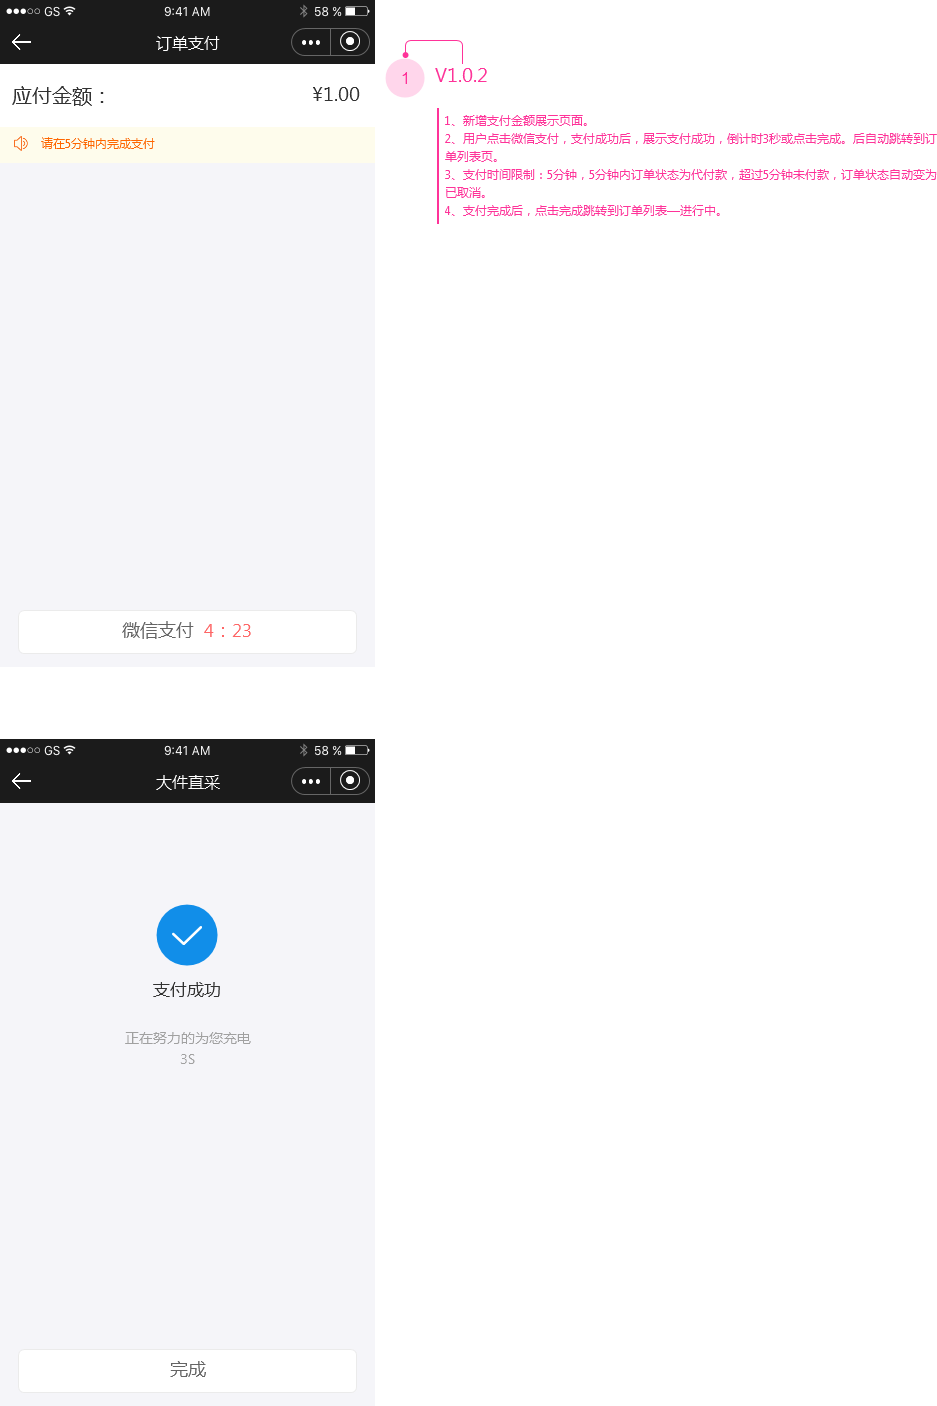 GS 9:41 AM 58 %
订单支付
应付金额： ¥1.00
请在5分钟内完成支付
微信支付 4：23
1 V1.0.2
1、新增支付金额展示页面。
2、用户点击微信支付，支付成功后，展示支付成功，倒计时3秒或点击完成。后自动跳转到订
单列表页。
3、支付时间限制：5分钟，5分钟内订单状态为代付款，超过5分钟未付款，订单状态自动变为
已取消。
4、支付完成后，点击完成跳转到订单列表—进行中。
GS 9:41 AM 58 %
大件直采
支付成功
正在努力的为您充电
3S
完成